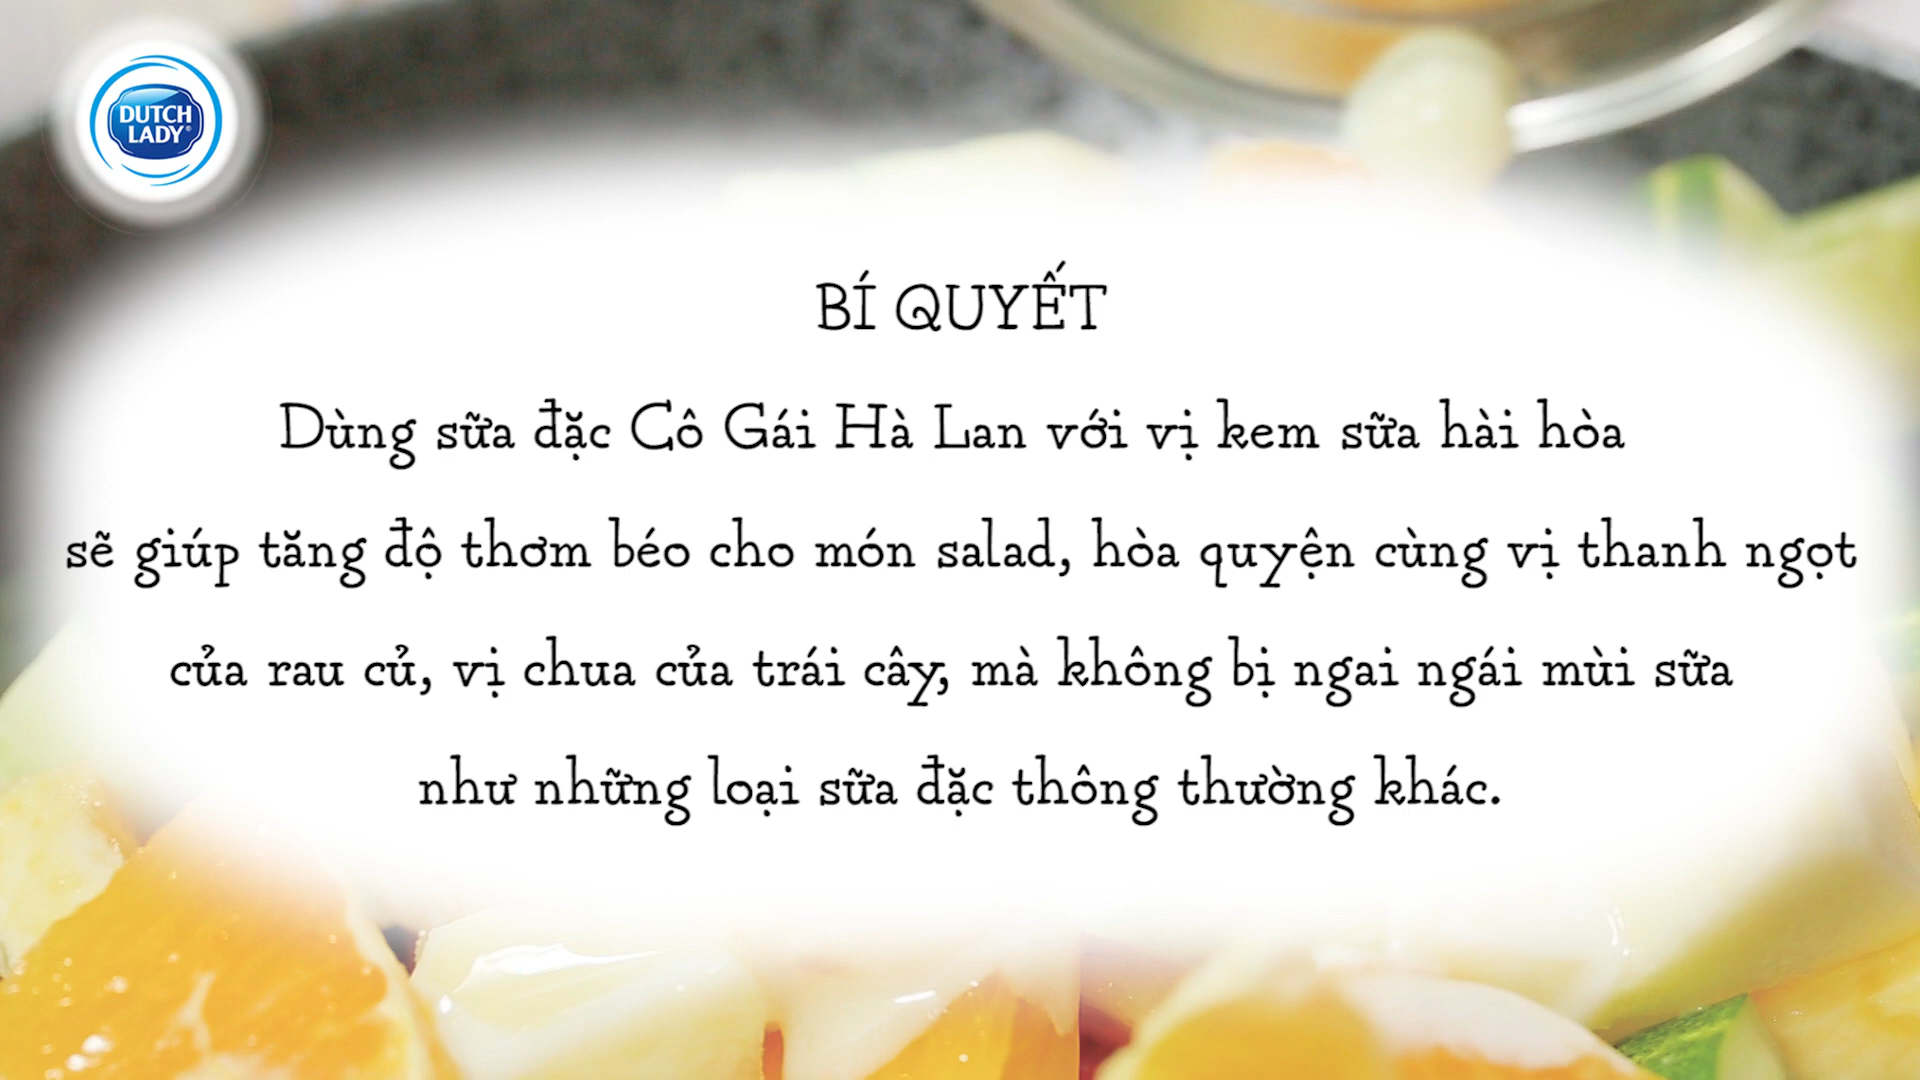 DUTCH
LADY®
BÍ QUYẾT
Dùng sữa đặc Cô Gái Hà Lan với vị kem sữa hài hòa
sẽ giúp tăng độ thơm béo cho món salad, hòa quyện cùng vị thanh ngọt
của rau củ, vị chua của trái cây, mà không bị ngai ngái mùi sữa
như những loại sữa đặc thông thường khác.